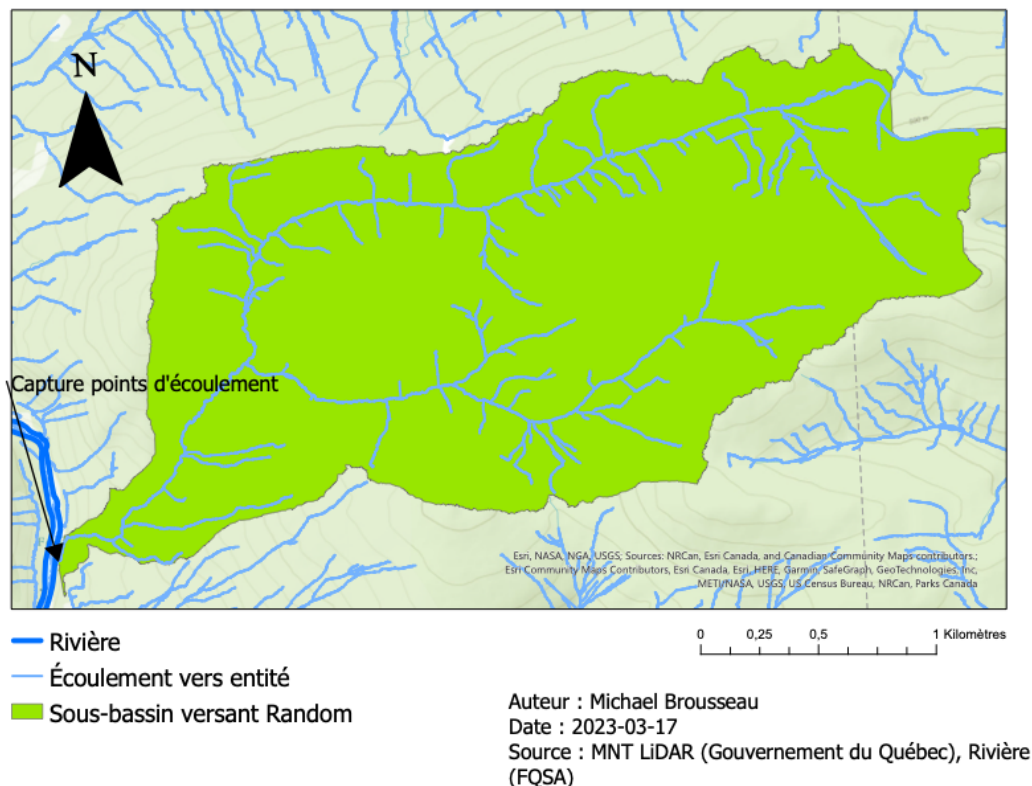 N
Capture points d'écoulement
Esri, NASA, NGA, USGS, Sources: NRCan, Esri Canada, and Canadian Community Maps contributors.;
Esri Community Maps Contributors, Esri Canada, Esri, HERE, Garmin, SafeGraph, GeoTechnologies, Inc,
METI/NASA, USGS, US Census Bureau, NRCan, Parks Canada
Rivière
Écoulement vers entité
Sous-bassin versant Random
0 0,25 0,5 1 Kilomètres
Auteur : Michael Brousseau
Date : 2023-03-17
Source : MNT LiDAR (Gouvernement du Québec), Rivière
(FQSA)